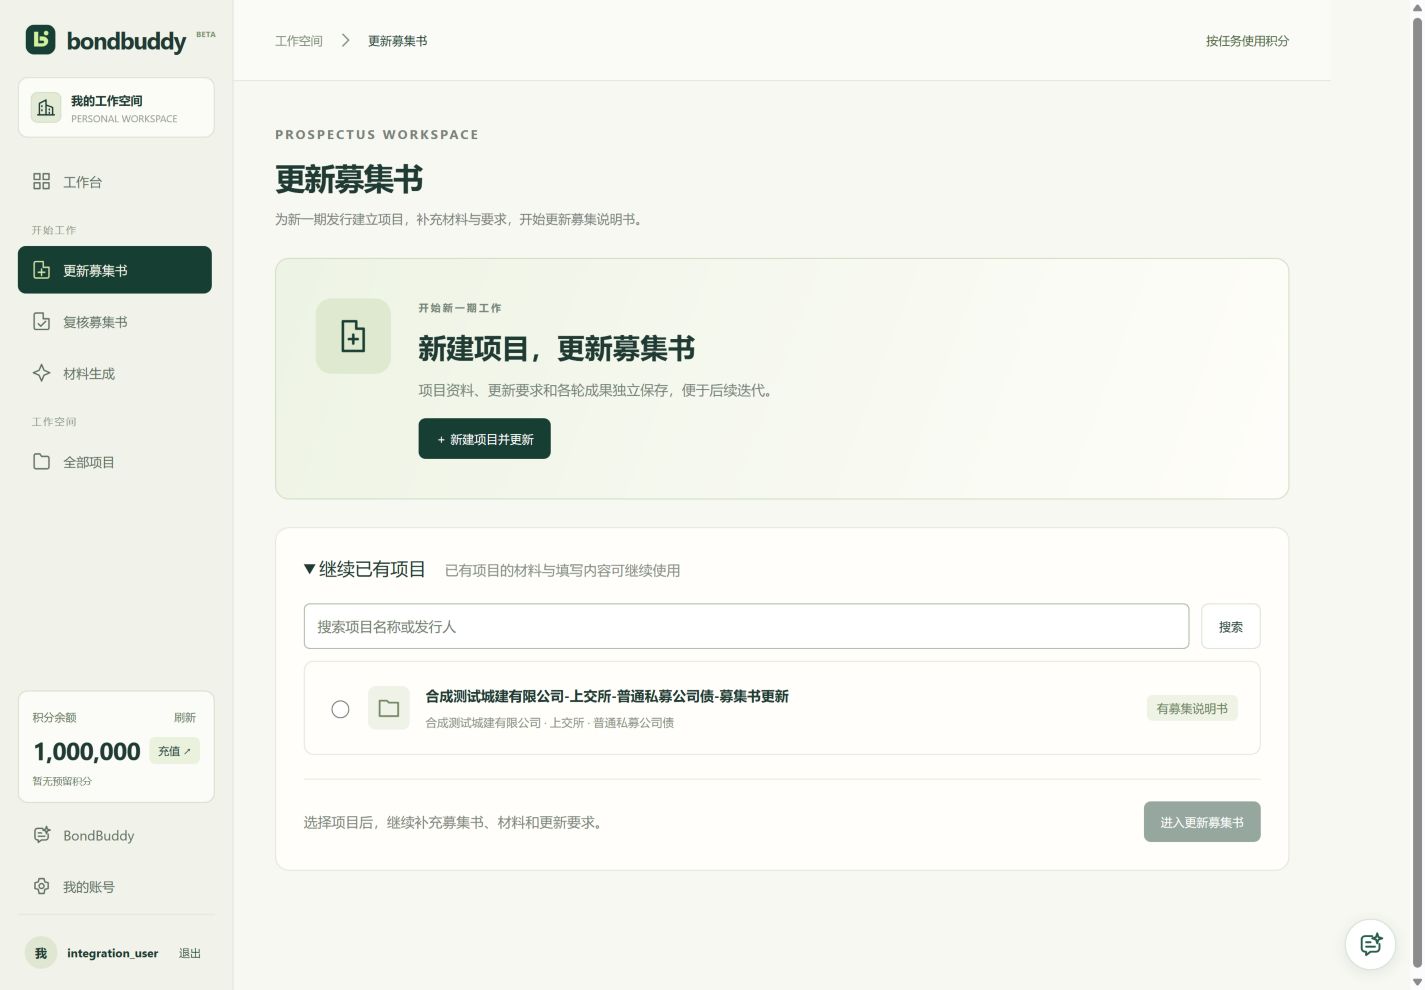 bondbuddy BETA
我的工作空间
PERSONAL WORKSPACE
工作台
开始工作
更新募集书
复核募集书
材料生成
工作空间
全部项目
积分余额 刷新
1,000,000 充值 ↗
暂无预留积分
BondBuddy
我的账号
我 integration_user 退出
工作空间 > 更新募集书 按任务使用积分
PROSPECTUS WORKSPACE
更新募集书
为新一期发行建立项目，补充材料与要求，开始更新募集说明书。
开始新一期工作
新建项目，更新募集书
项目资料、更新要求和各轮成果独立保存，便于后续迭代。
+ 新建项目并更新
▼继续已有项目 已有项目的材料与填写内容可继续使用
搜索项目名称或发行人 搜索
合成测试城建有限公司-上交所-普通私募公司债-募集书更新
合成测试城建有限公司 · 上交所 · 普通私募公司债
有募集说明书
选择项目后，继续补充募集书、材料和更新要求。
进入更新募集书